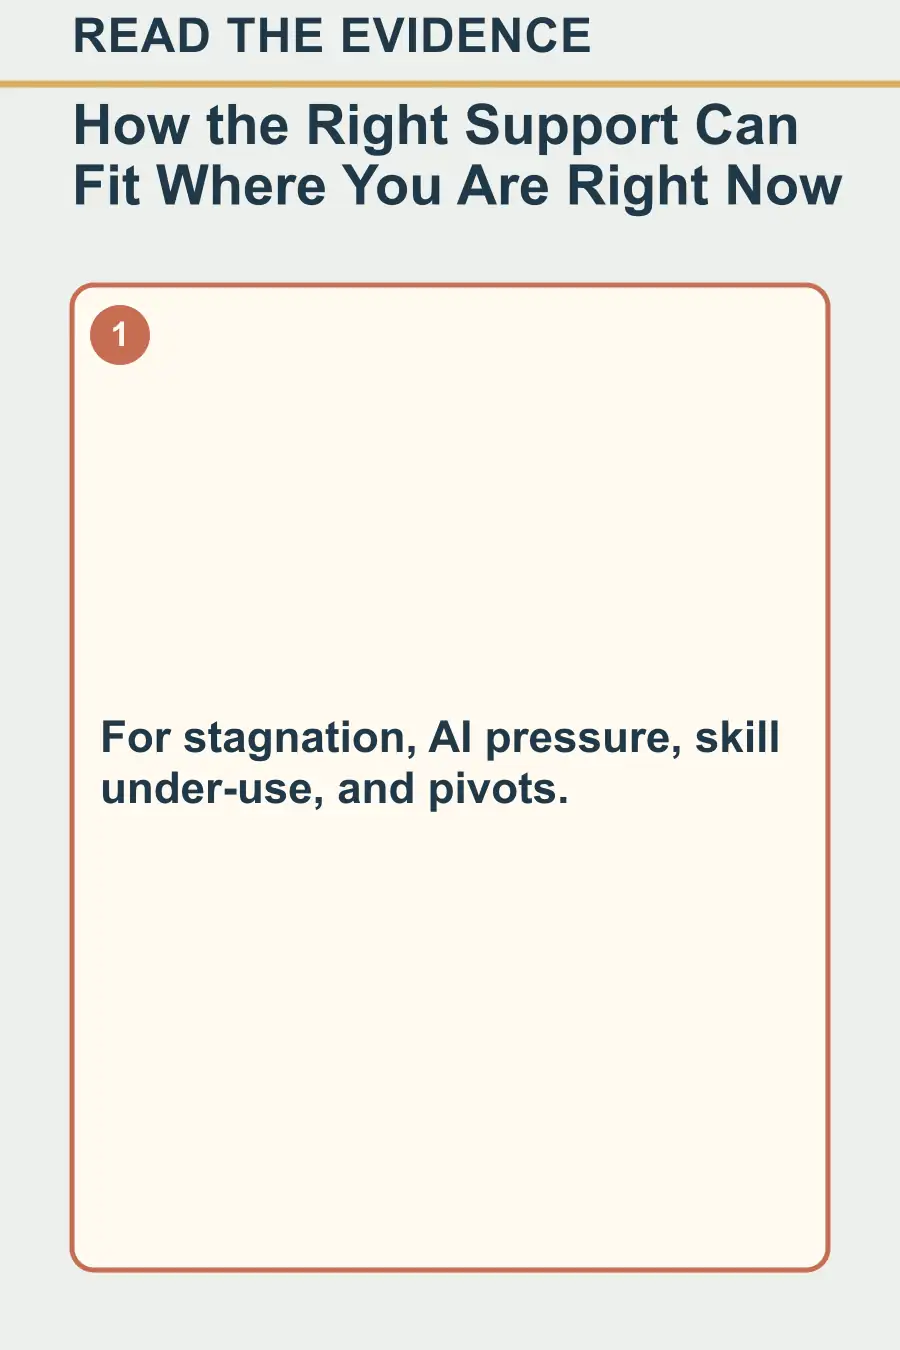 READ THE EVIDENCE
How the Right Support Can
Fit Where You Are Right Now
1
For stagnation, AI pressure, skill
under-use, and pivots.